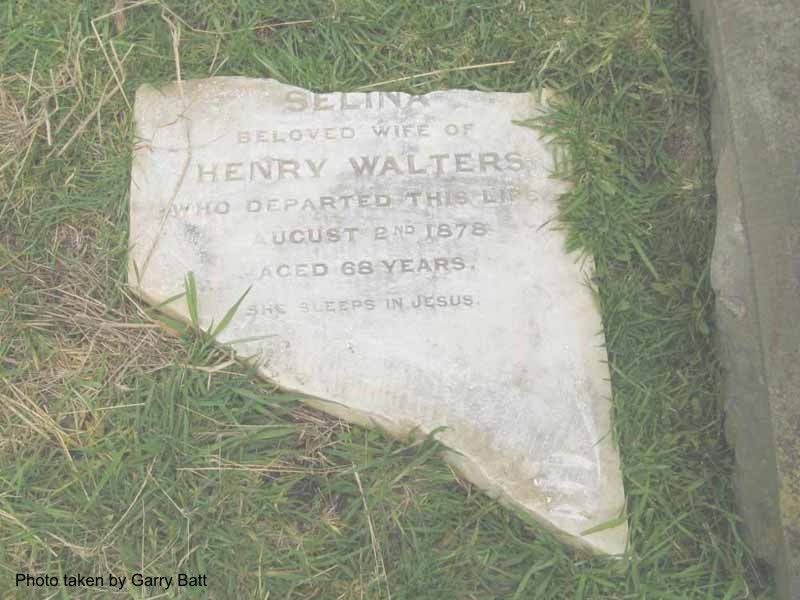 SELINA
BELOVED WIFE OF
HENRY WALTERS
WHO DEPARTED THIS LIFE
AUGUST 2ND 1878
AGED 68 YEARS.
SHE SLEEPS IN JESUS.
Photo taken by Garry Batt